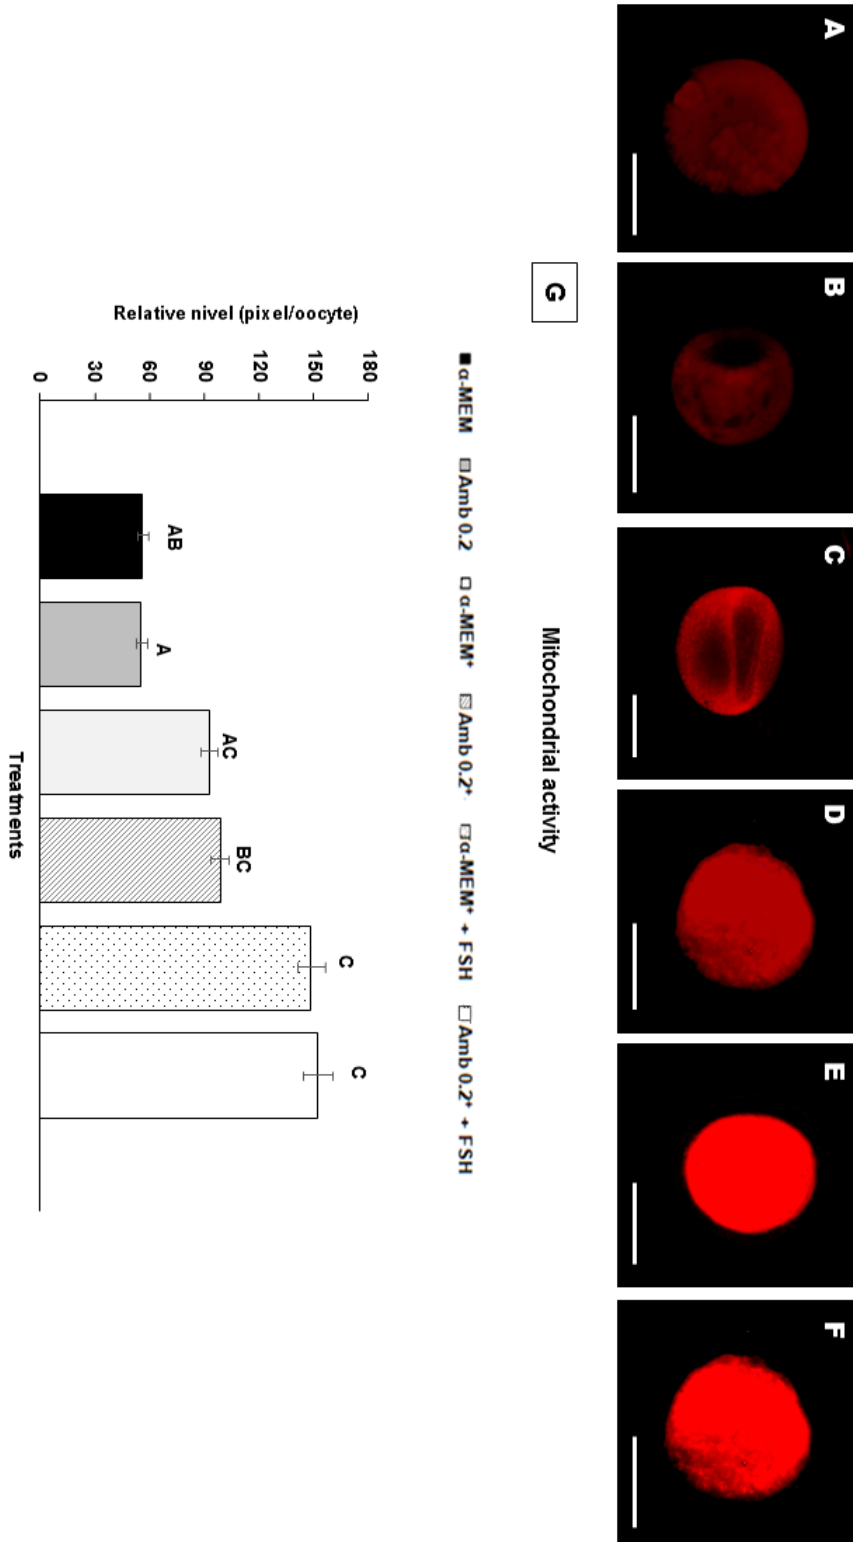 A
B
C
D
E
F
G
Mitochondrial activity
α-MEM
Amb 0.2
α-MEM⁺
Amb 0.2⁺
α-MEM⁺ + FSH
Amb 0.2⁺ + FSH
Relative nivel (pixel/oocyte)
180
150
120
90
60
30
0
AB
A
AC
BC
C
C
Treatments